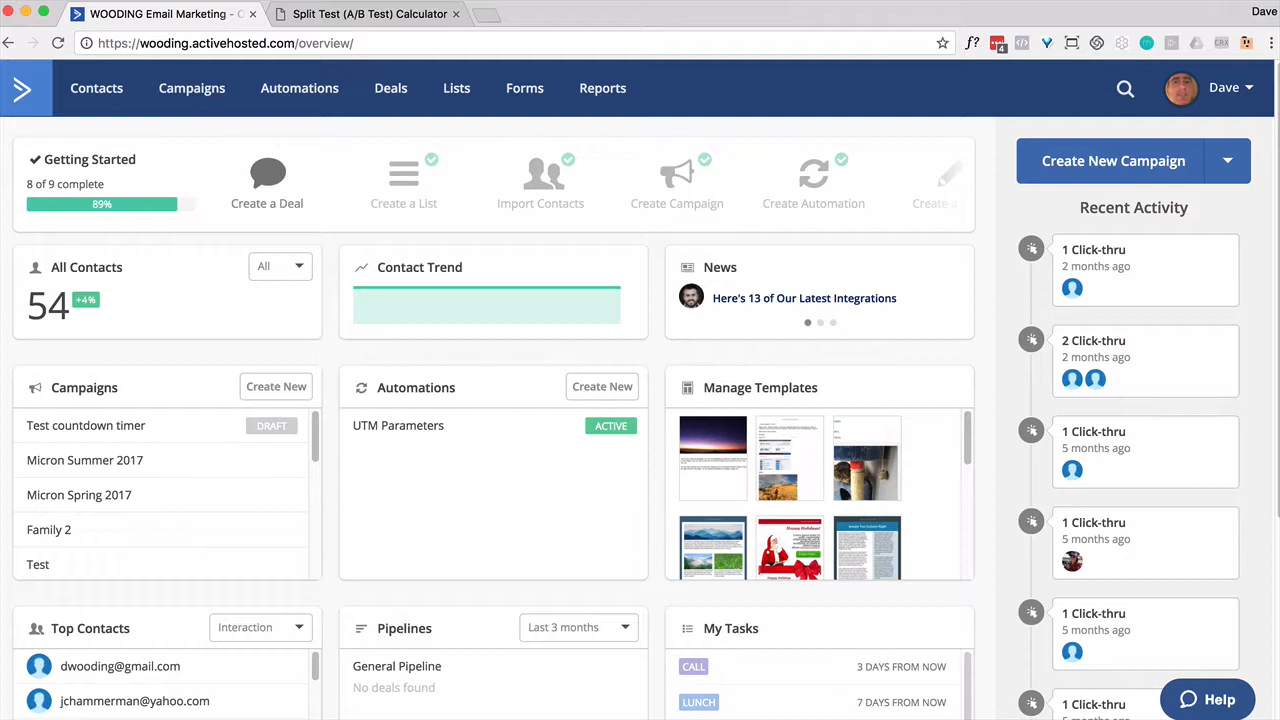 WOODING Email Marketing - O
Split Test (A/B Test) Calculator
Dave
https://wooding.activehosted.com/overview/
f?
4
CRX
Contacts
Campaigns
Automations
Deals
Lists
Forms
Reports
Dave
Getting Started
8 of 9 complete
89%
Create a Deal
Create a List
Import Contacts
Create Campaign
Create Automation
Create a
Create New Campaign
Recent Activity
1 Click-thru
2 months ago
2 Click-thru
2 months ago
1 Click-thru
5 months ago
1 Click-thru
5 months ago
1 Click-thru
5 months ago
1 Click-thru
Help
All Contacts
All
54 +4%
Contact Trend
News
Here's 13 of Our Latest Integrations
Campaigns
Create New
Test countdown timer
DRAFT
Micron Summer 2017
Micron Spring 2017
Family 2
Test
Automations
Create New
UTM Parameters
ACTIVE
Manage Templates
Happy Holidays!
Top Contacts
Interaction
dwooding@gmail.com
jchammerman@yahoo.com
Pipelines
Last 3 months
General Pipeline
No deals found
My Tasks
CALL
3 DAYS FROM NOW
LUNCH
7 DAYS FROM NOW